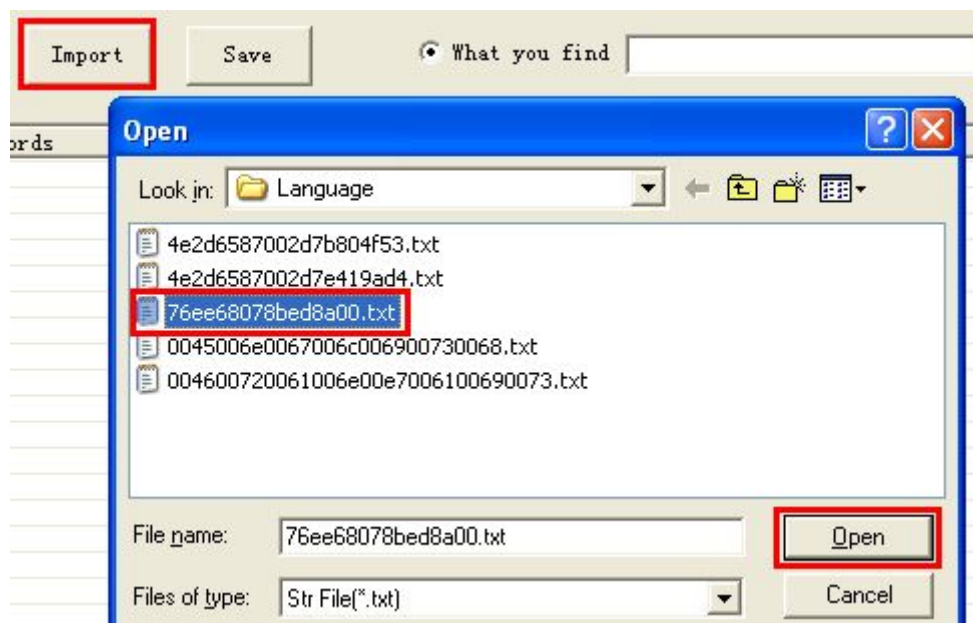 Import
Save
What you find
ords
Open
Look in:
Language
4e2d6587002d7b804f53.txt
4e2d6587002d7e419ad4.txt
76ee68078bed8a00.txt
0045006e0067006c006900730068.txt
004600720061006e00e7006100690073.txt
File name:
76ee68078bed8a00.txt
Open
Files of type:
Str File(*.txt)
Cancel